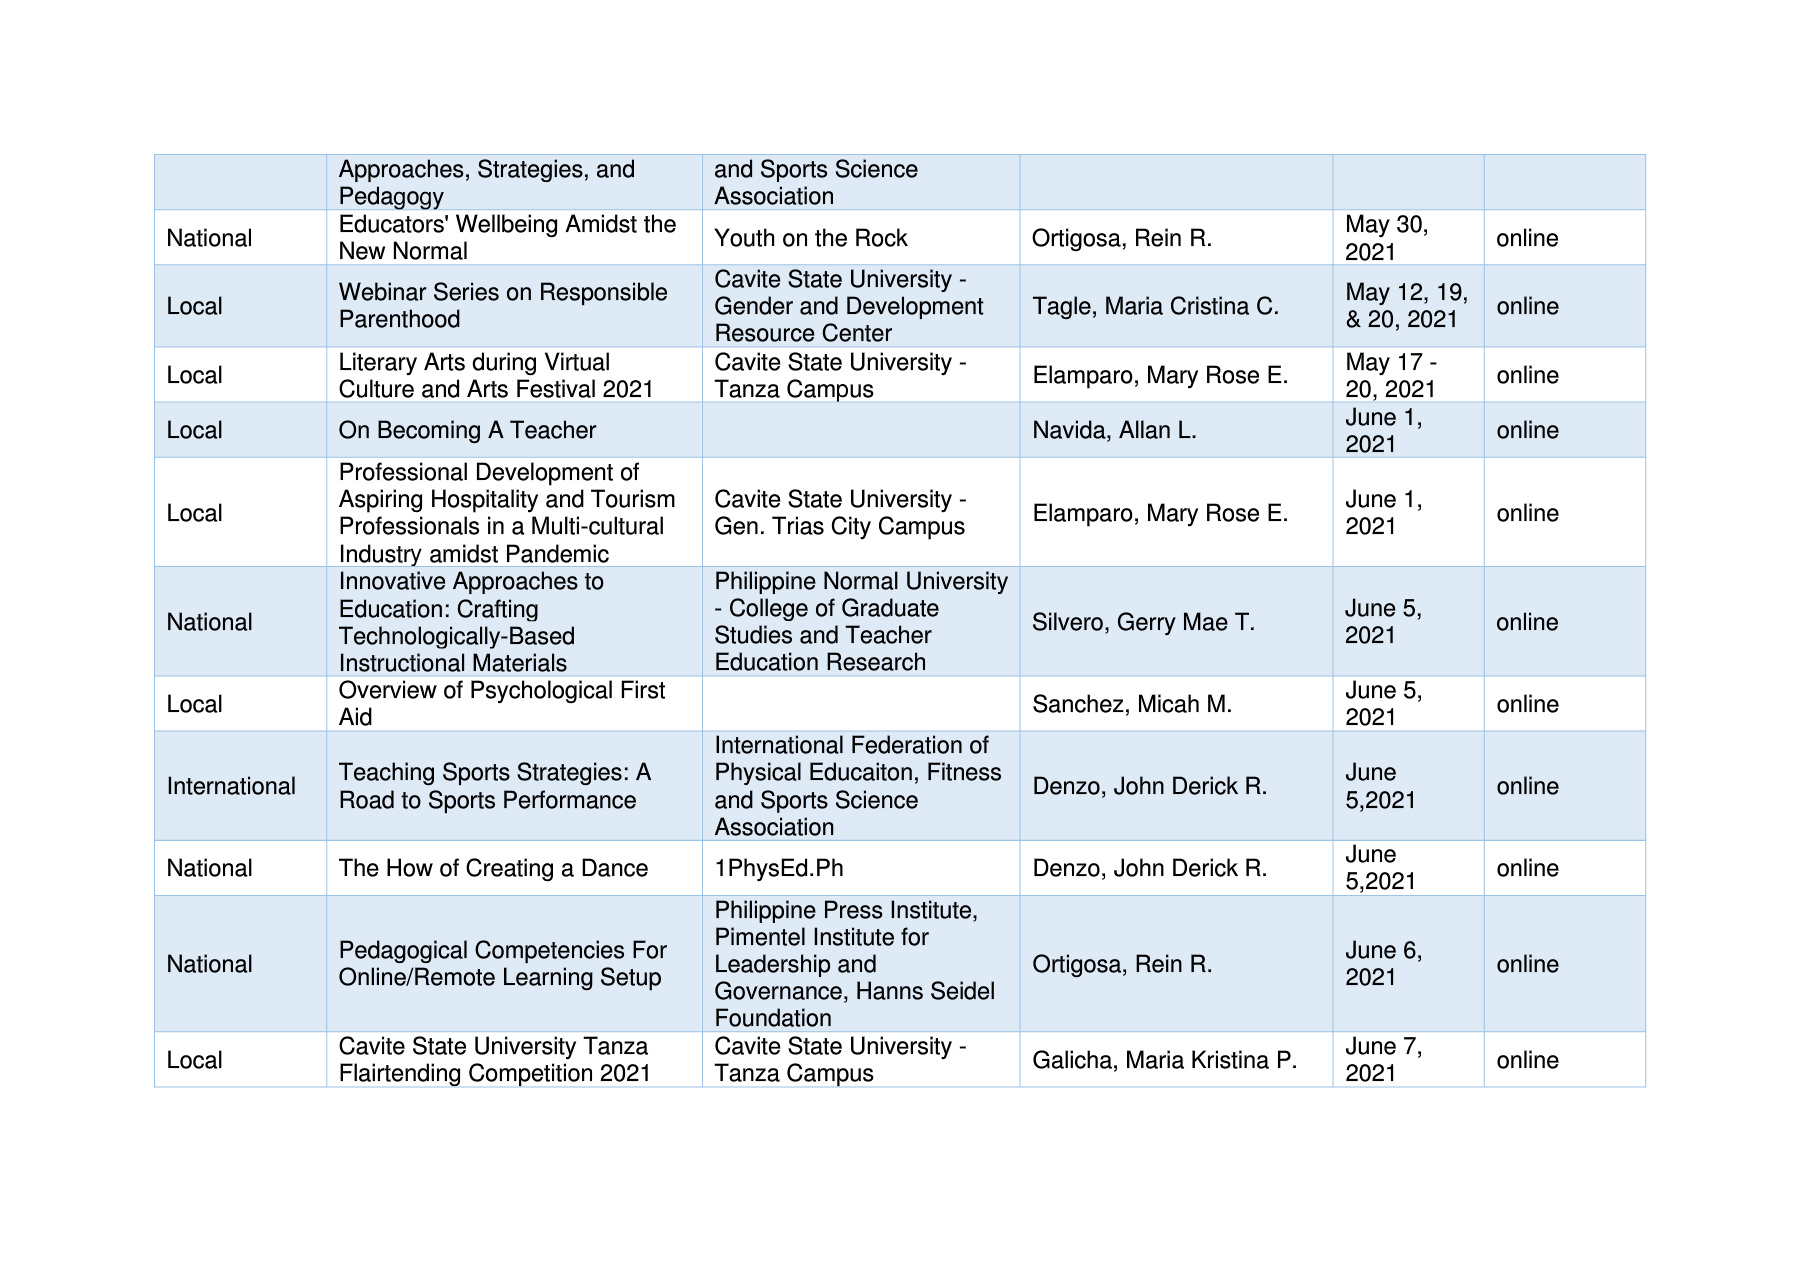 Approaches, Strategies, and
Pedagogy
and Sports Science
Association
National
Educators' Wellbeing Amidst the
New Normal
Youth on the Rock
Ortigosa, Rein R.
May 30,
2021
online
Local
Webinar Series on Responsible
Parenthood
Cavite State University -
Gender and Development
Resource Center
Tagle, Maria Cristina C.
May 12, 19,
& 20, 2021
online
Local
Literary Arts during Virtual
Culture and Arts Festival 2021
Cavite State University -
Tanza Campus
Elamparo, Mary Rose E.
May 17 -
20, 2021
online
Local
On Becoming A Teacher
Navida, Allan L.
June 1,
2021
online
Local
Professional Development of
Aspiring Hospitality and Tourism
Professionals in a Multi-cultural
Industry amidst Pandemic
Cavite State University -
Gen. Trias City Campus
Elamparo, Mary Rose E.
June 1,
2021
online
National
Innovative Approaches to
Education: Crafting
Technologically-Based
Instructional Materials
Philippine Normal University
- College of Graduate
Studies and Teacher
Education Research
Silvero, Gerry Mae T.
June 5,
2021
online
Local
Overview of Psychological First
Aid
Sanchez, Micah M.
June 5,
2021
online
International
Teaching Sports Strategies: A
Road to Sports Performance
International Federation of
Physical Educaiton, Fitness
and Sports Science
Association
Denzo, John Derick R.
June
5,2021
online
National
The How of Creating a Dance
1PhysEd.Ph
Denzo, John Derick R.
June
5,2021
online
National
Pedagogical Competencies For
Online/Remote Learning Setup
Philippine Press Institute,
Pimentel Institute for
Leadership and
Governance, Hanns Seidel
Foundation
Ortigosa, Rein R.
June 6,
2021
online
Local
Cavite State University Tanza
Flairtending Competition 2021
Cavite State University -
Tanza Campus
Galicha, Maria Kristina P.
June 7,
2021
online